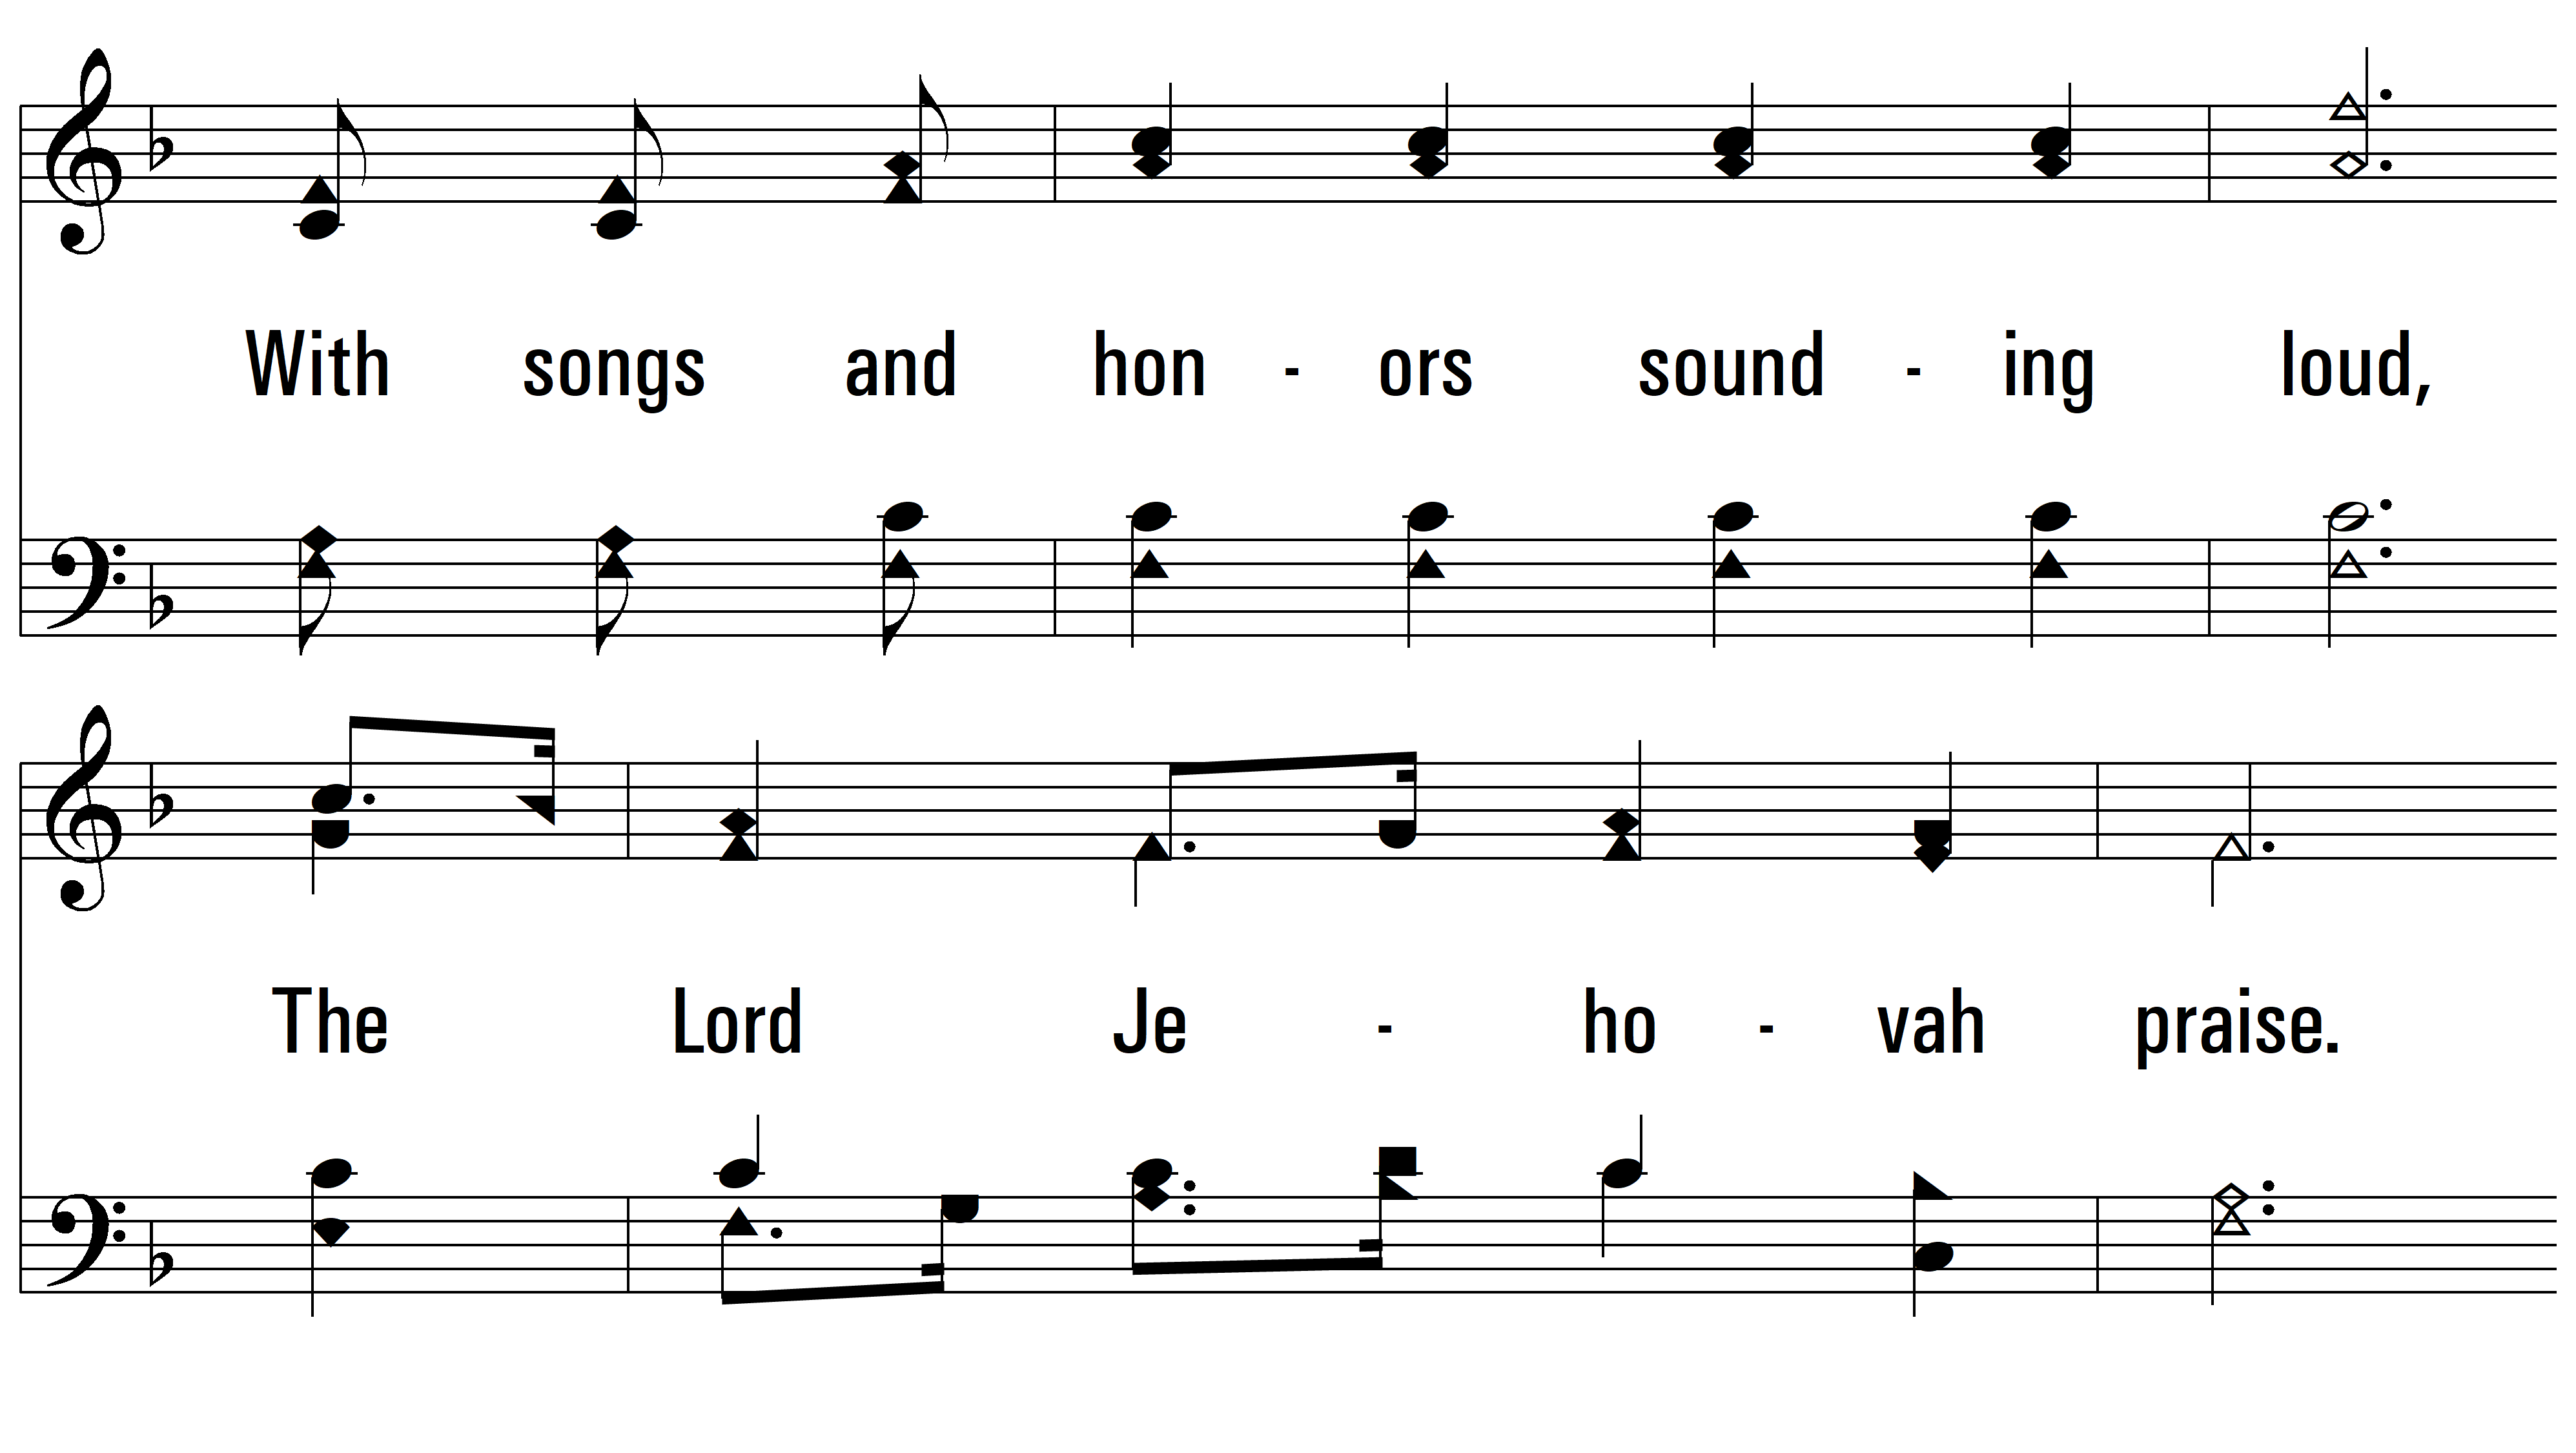 With songs and hon - ors sound - ing loud,
The Lord Je - ho - vah praise.